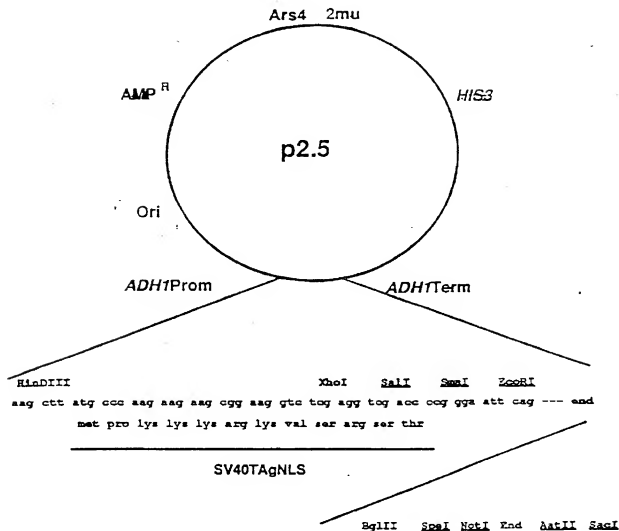 Ars4 2mu
AMP R
HIS3
p2.5
Ori
ADH1Prom
ADH1Term
HinDIII XhoI SalI SmaI EcoRI
aag ctt atg ccc aag aag aag cgg aag gtc tcg agg tcg acc ccg gga att cag --- end
met pro lys lys lys arg lys val ser arg ser thr
SV40TAgNLS
BglII SpeI NotI End AatII SacI